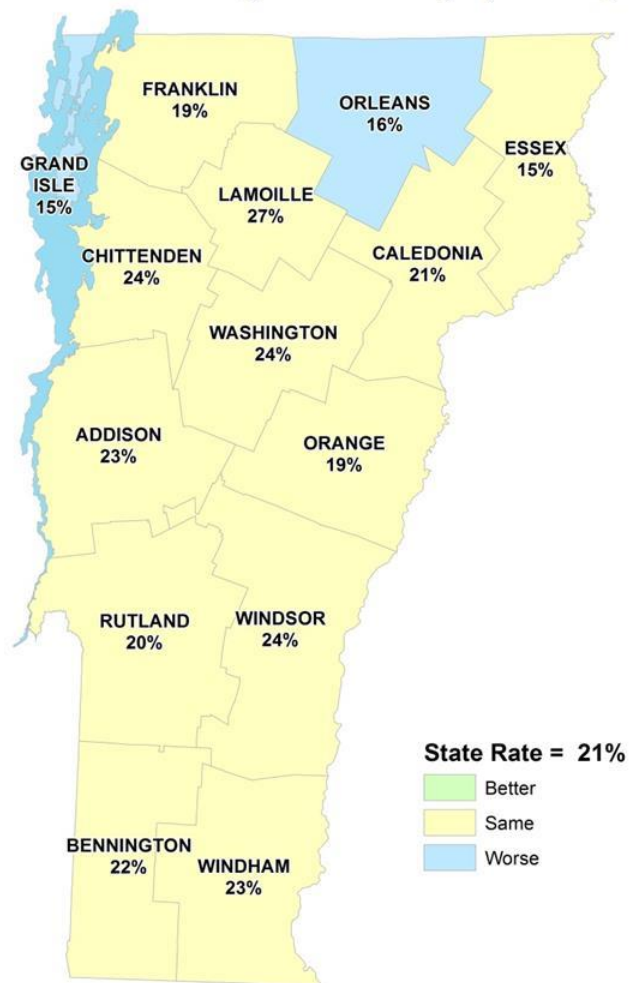 FRANKLIN
19%
ORLEANS
16%
ESSEX
15%
GRAND
ISLE
15%
LAMOILLE
27%
CHITTENDEN
24%
CALEDONIA
21%
WASHINGTON
24%
ADDISON
23%
ORANGE
19%
RUTLAND
20%
WINDSOR
24%
State Rate = 21%
Better
Same
Worse
BENNINGTON
22%
WINDHAM
23%